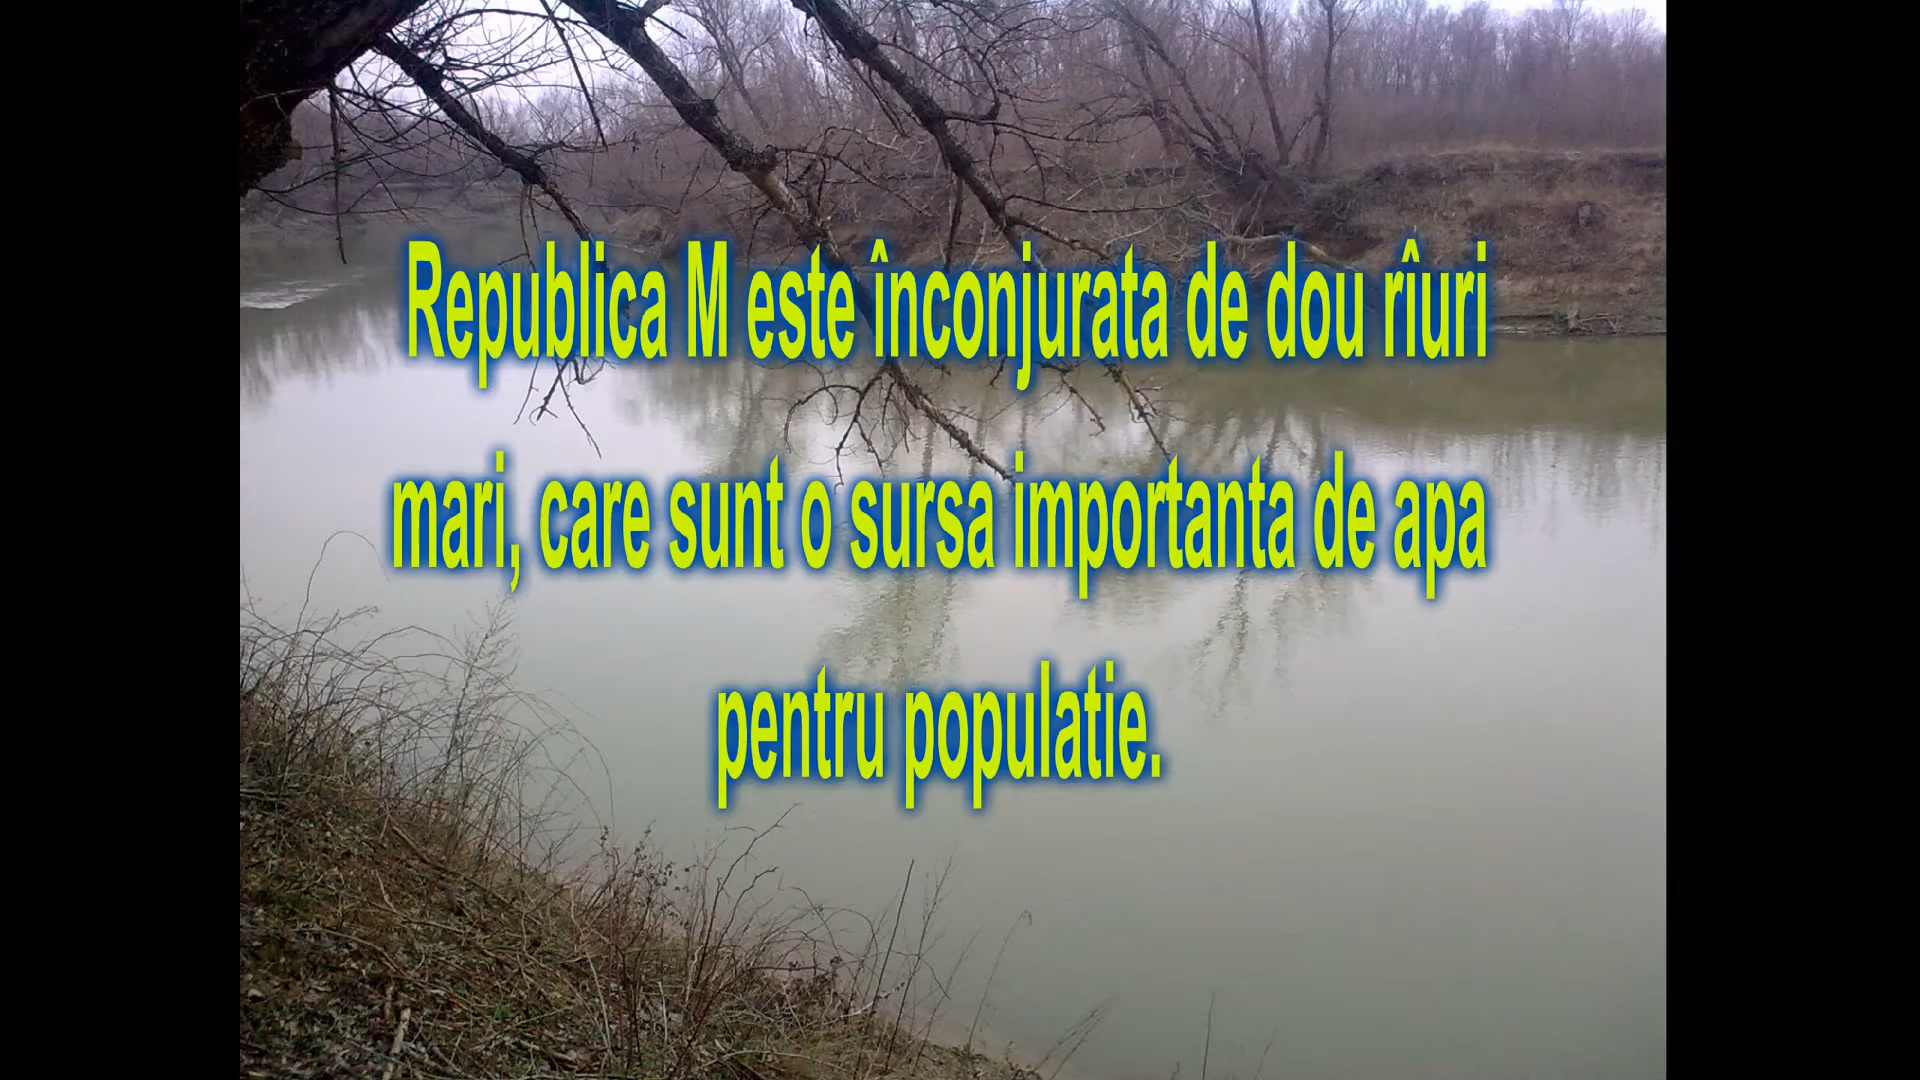 Republica M este înconjurata de dou rîuri
mari, care sunt o sursa importanta de apa
pentru populatie.